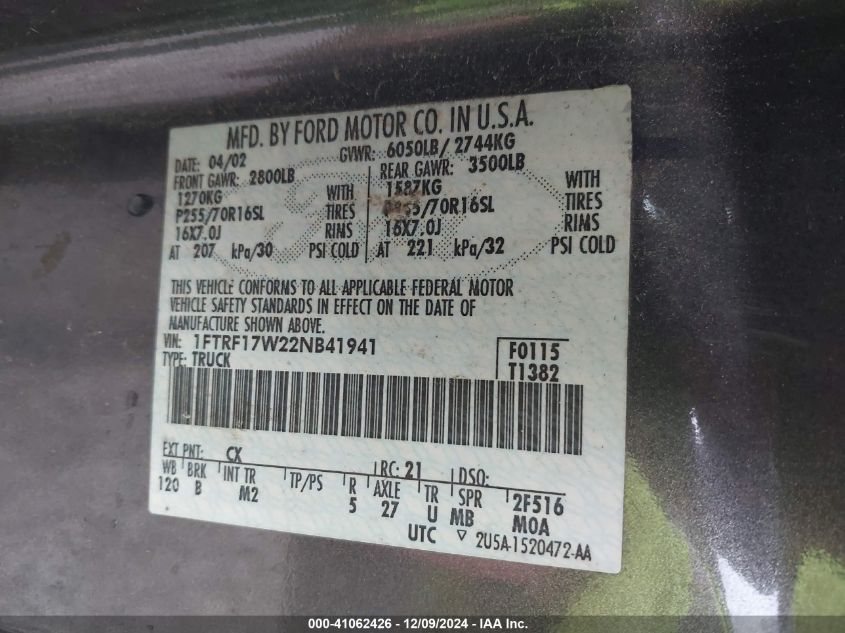 MFD. BY FORD MOTOR CO. IN U.S.A.
DATE: 04/02 GVWR: 6050LB/ 2744KG
FRONT GAWR: 2800LB REAR GAWR: 3500LB
1270KG WITH 1587KG WITH
P255/70R16SL TIRES P255/70R16SL TIRES
16X7.0J RIMS 16X7.0J RIMS
AT 207 kPa/30 PSI COLD AT 221 kPa/32 PSI COLD
THIS VEHICLE CONFORMS TO ALL APPLICABLE FEDERAL MOTOR
VEHICLE SAFETY STANDARDS IN EFFECT ON THE DATE OF
MANUFACTURE SHOWN ABOVE.
VIN: 1FTRF17W22NB41941 F0115
TYPE: TRUCK T1382
EXT PNT: CX RC: 21 DSO:
WB BRK INT TR TP/PS R AXLE TR SPR 2F516
120 B M2 5 27 U MB MOA
UTC ▽ 2U5A-1520472-AA
000-41062426 - 12/09/2024 - IAA Inc.